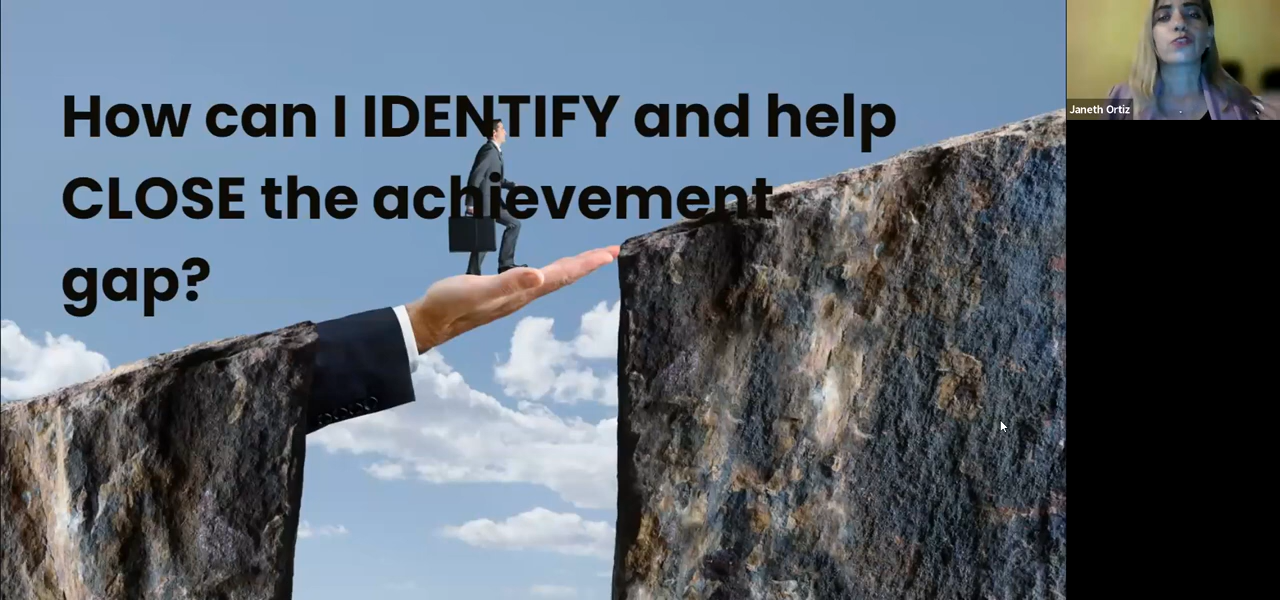 How can I IDENTIFY and help
CLOSE the achievement
gap?
Janeth Ortiz